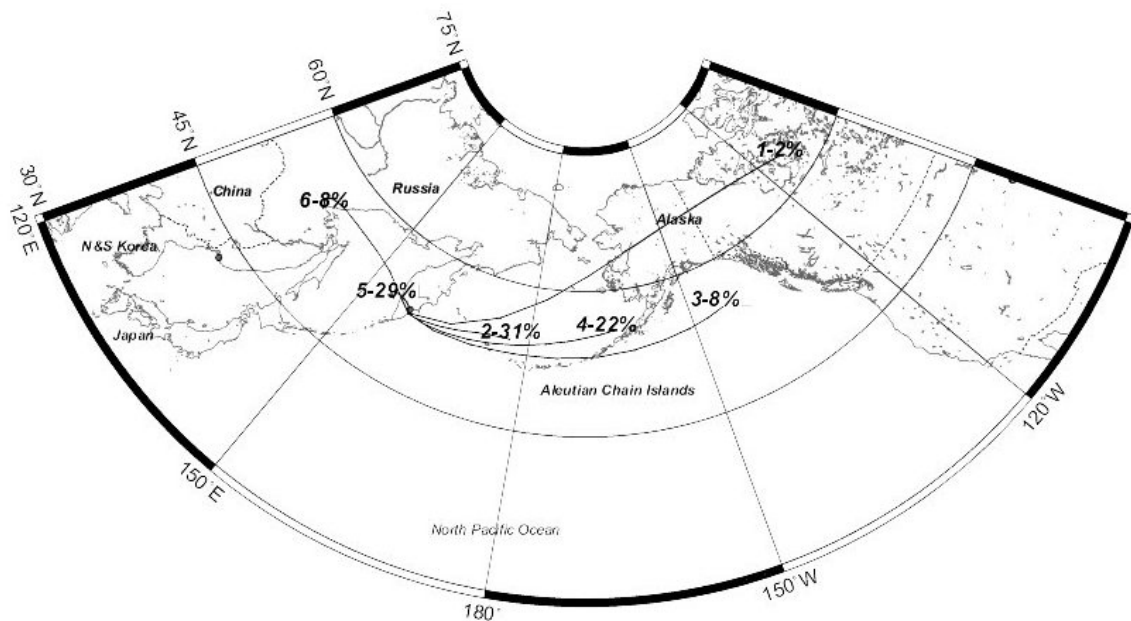 75°N
60°N
45°N
30°N
120°E
1-2%
China
Russia
6-8%
Alaska
N&S Korea
5-29%
3-8%
2-31%
4-22%
Japan
Aleutian Chain Islands
120°W
150°E
North Pacific Ocean
150°W
180°